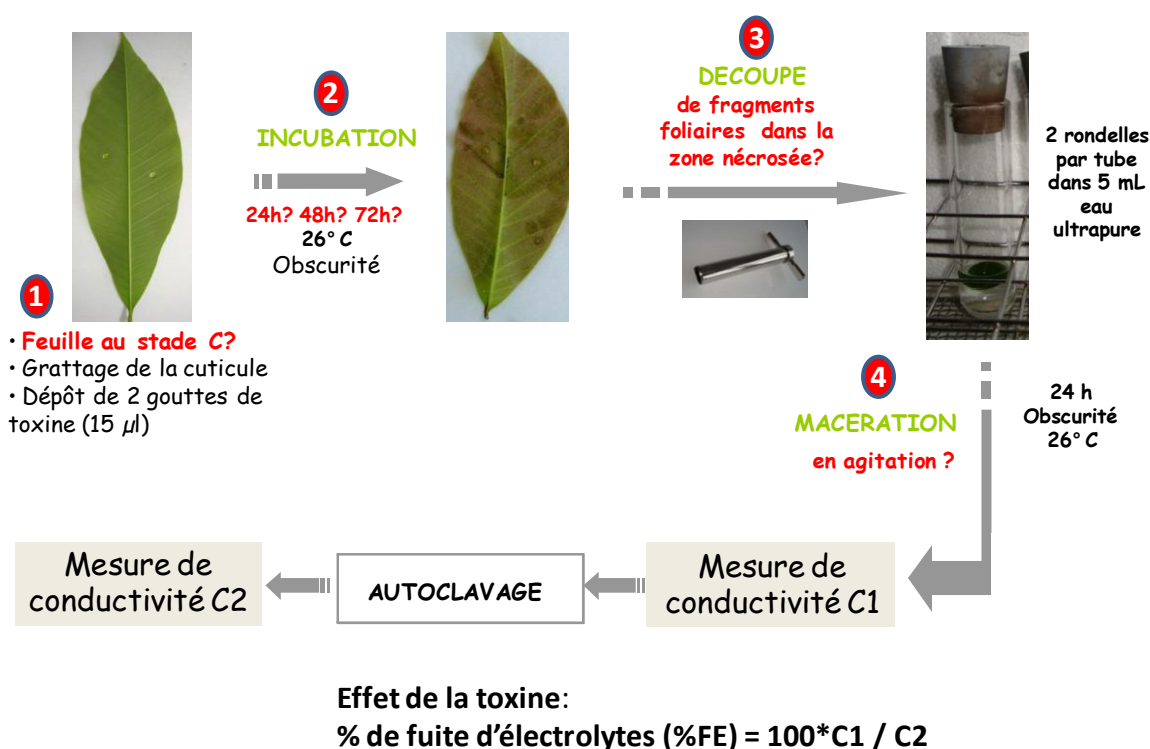 1
• Feuille au stade C?
• Grattage de la cuticule
• Dépôt de 2 gouttes de
toxine (15 µl)
2
INCUBATION
24h? 48h? 72h?
26° C
Obscurité
3
DECOUPE
de fragments
foliaires dans la
zone nécrosée?
2 rondelles
par tube
dans 5 mL
eau
ultrapure
4
MACERATION
en agitation ?
24 h
Obscurité
26° C
Mesure de
conductivité C1
AUTOCLAVAGE
Mesure de
conductivité C2
Effet de la toxine:
% de fuite d'électrolytes (%FE) = 100*C1 / C2